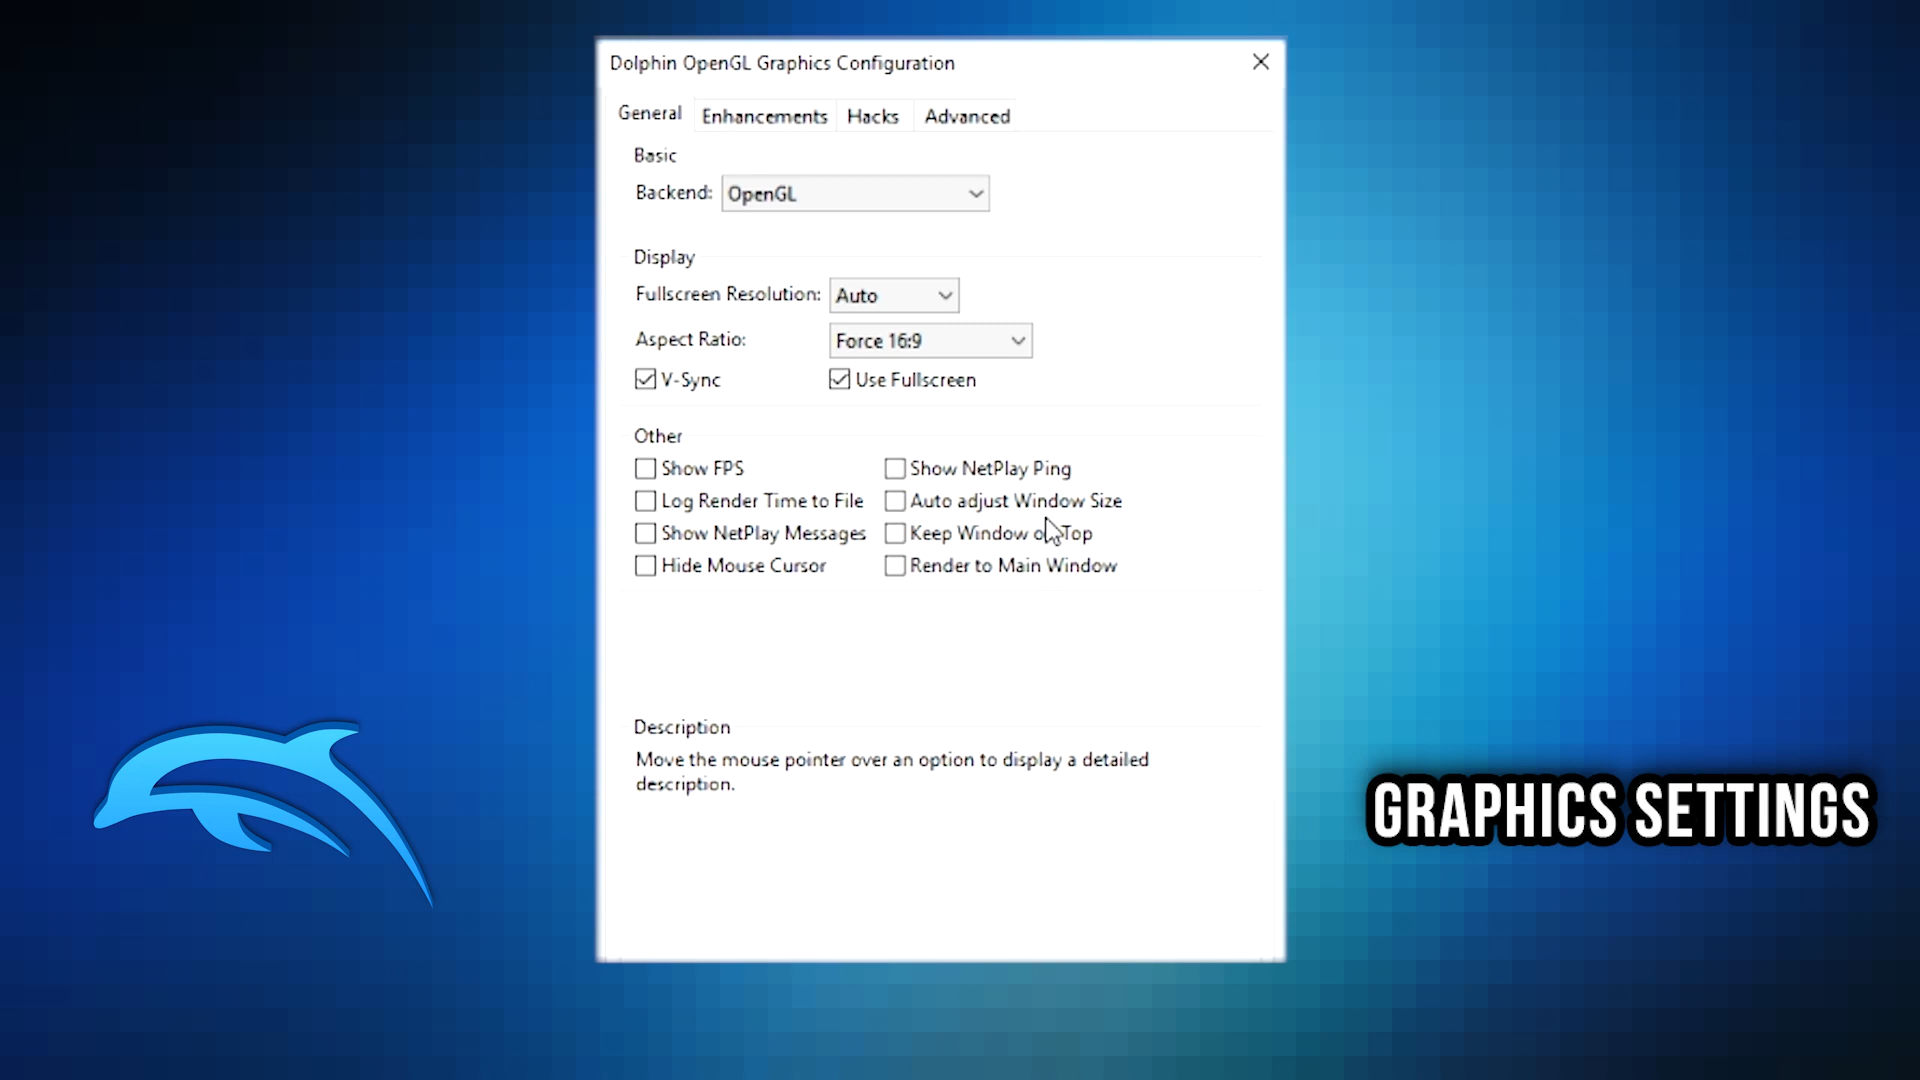 Dolphin OpenGL Graphics Configuration
General Enhancements Hacks Advanced
Basic
Backend: OpenGL
Display
Fullscreen Resolution: Auto
Aspect Ratio: Force 16:9
V-Sync Use Fullscreen
Other
Show FPS Show NetPlay Ping
Log Render Time to File Auto adjust Window Size
Show NetPlay Messages Keep Window on Top
Hide Mouse Cursor Render to Main Window
Description
Move the mouse pointer over an option to display a detailed
description.
GRAPHICS SETTINGS